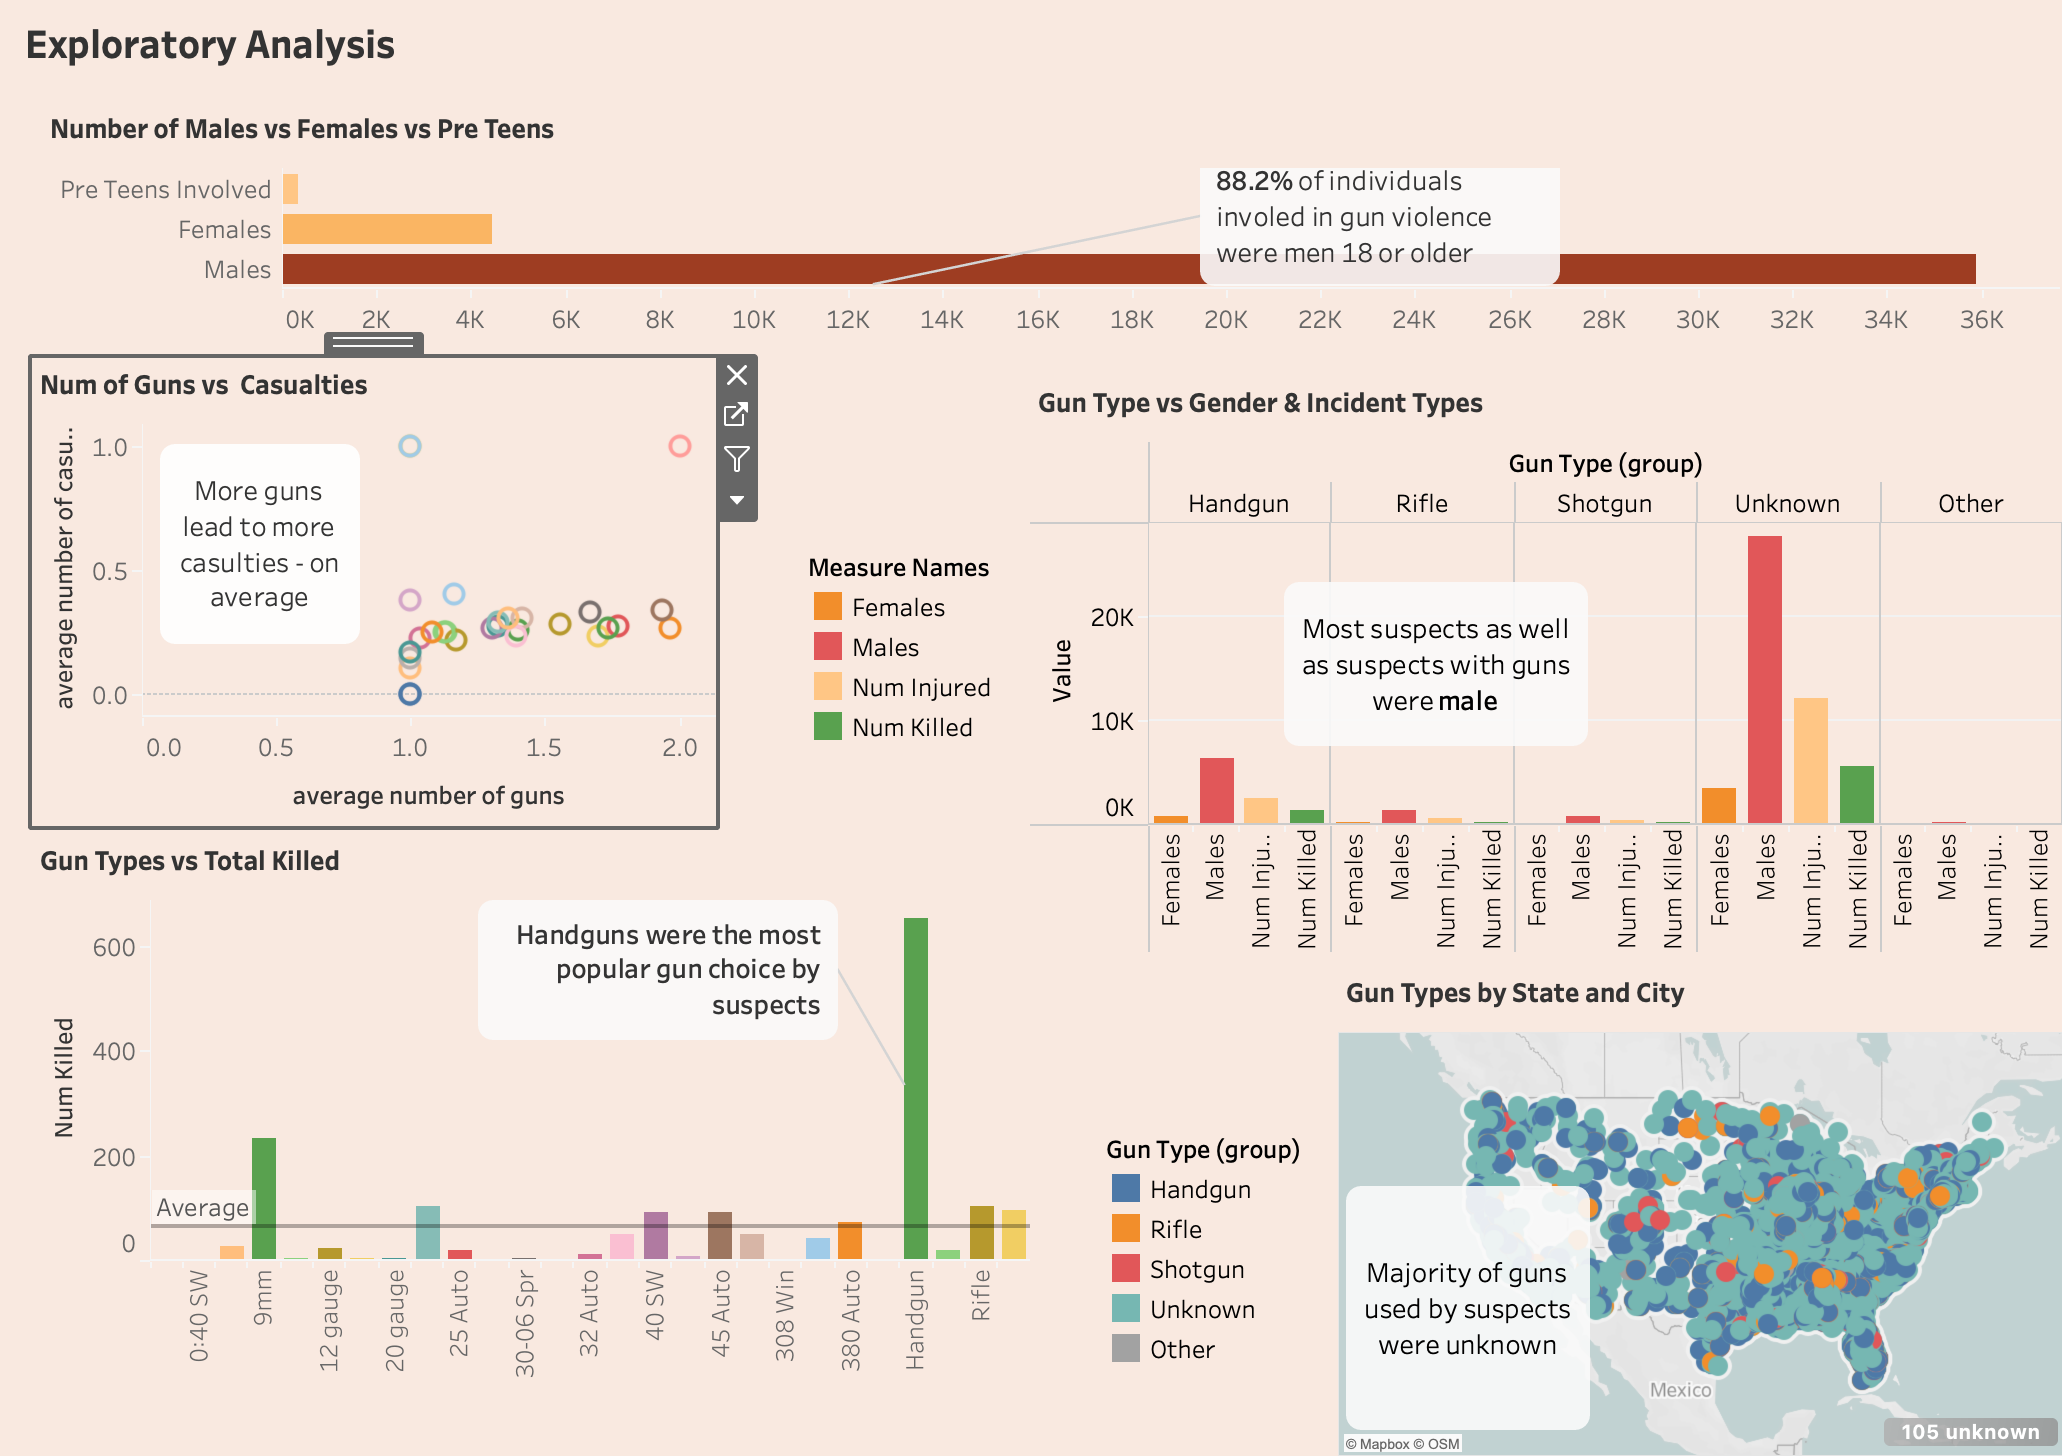 Exploratory Analysis
Number of Males vs Females vs Pre Teens
Pre Teens Involved
Females
Males
88.2% of individuals
involed in gun violence
were men 18 or older
0K 2K 4K 6K 8K 10K 12K 14K 16K 18K 20K 22K 24K 26K 28K 30K 32K 34K 36K
Num of Guns vs Casualties
average number of casu..
1.0
0.5
0.0
More guns
lead to more
casulties - on
average
0.0 0.5 1.0 1.5 2.0
average number of guns
Measure Names
Females
Males
Num Injured
Num Killed
Gun Type vs Gender & Incident Types
Gun Type (group)
Handgun Rifle Shotgun Unknown Other
Value
20K
10K
0K
Most suspects as well
as suspects with guns
were male
Females Males Num Inju.. Num Killed Females Males Num Inju.. Num Killed Females Males Num Inju.. Num Killed Females Males Num Inju.. Num Killed Females Males Num Inju.. Num Killed
Gun Types vs Total Killed
Num Killed
600
400
200
0
Average
Handguns were the most
popular gun choice by
suspects
0:40 SW 9mm 12 gauge 20 gauge 25 Auto 30-06 Spr 32 Auto 40 SW 45 Auto 308 Win 380 Auto Handgun Rifle
Gun Type (group)
Handgun
Rifle
Shotgun
Unknown
Other
Gun Types by State and City
Majority of guns
used by suspects
were unknown
Mexico
105 unknown
© Mapbox © OSM